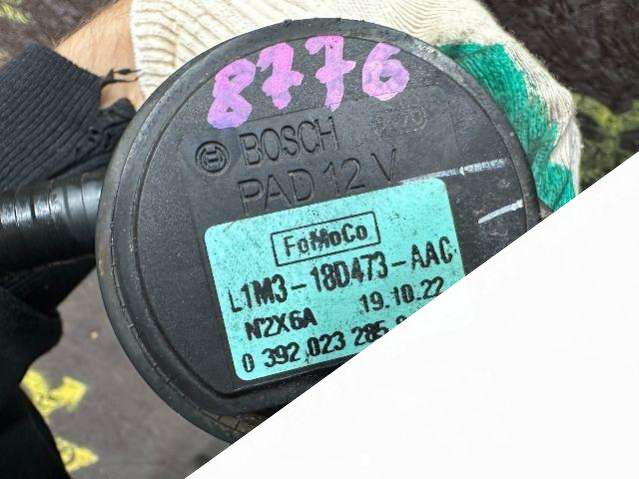 8776
BOSCH
PAD 12 V
FoMoCo
L1M3-18D473-AAC
N2X6A 19.10.22
0 392 023 285